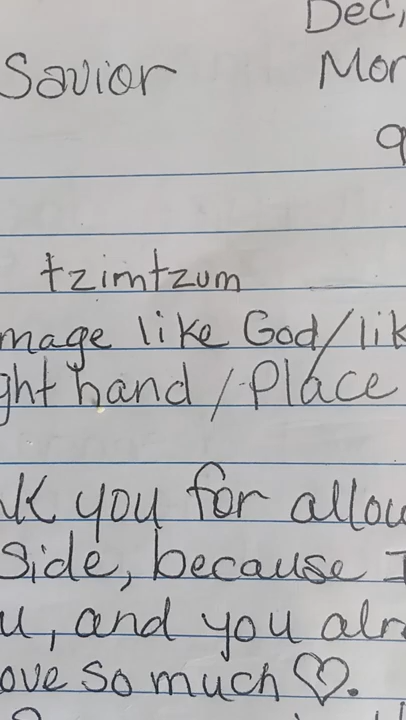 Dec,
Savior Mor
9
tzimtzum
mage like God/lik
ght hand / Place
k you for allou
side, because I
u, and you alr
ove so much ♡.